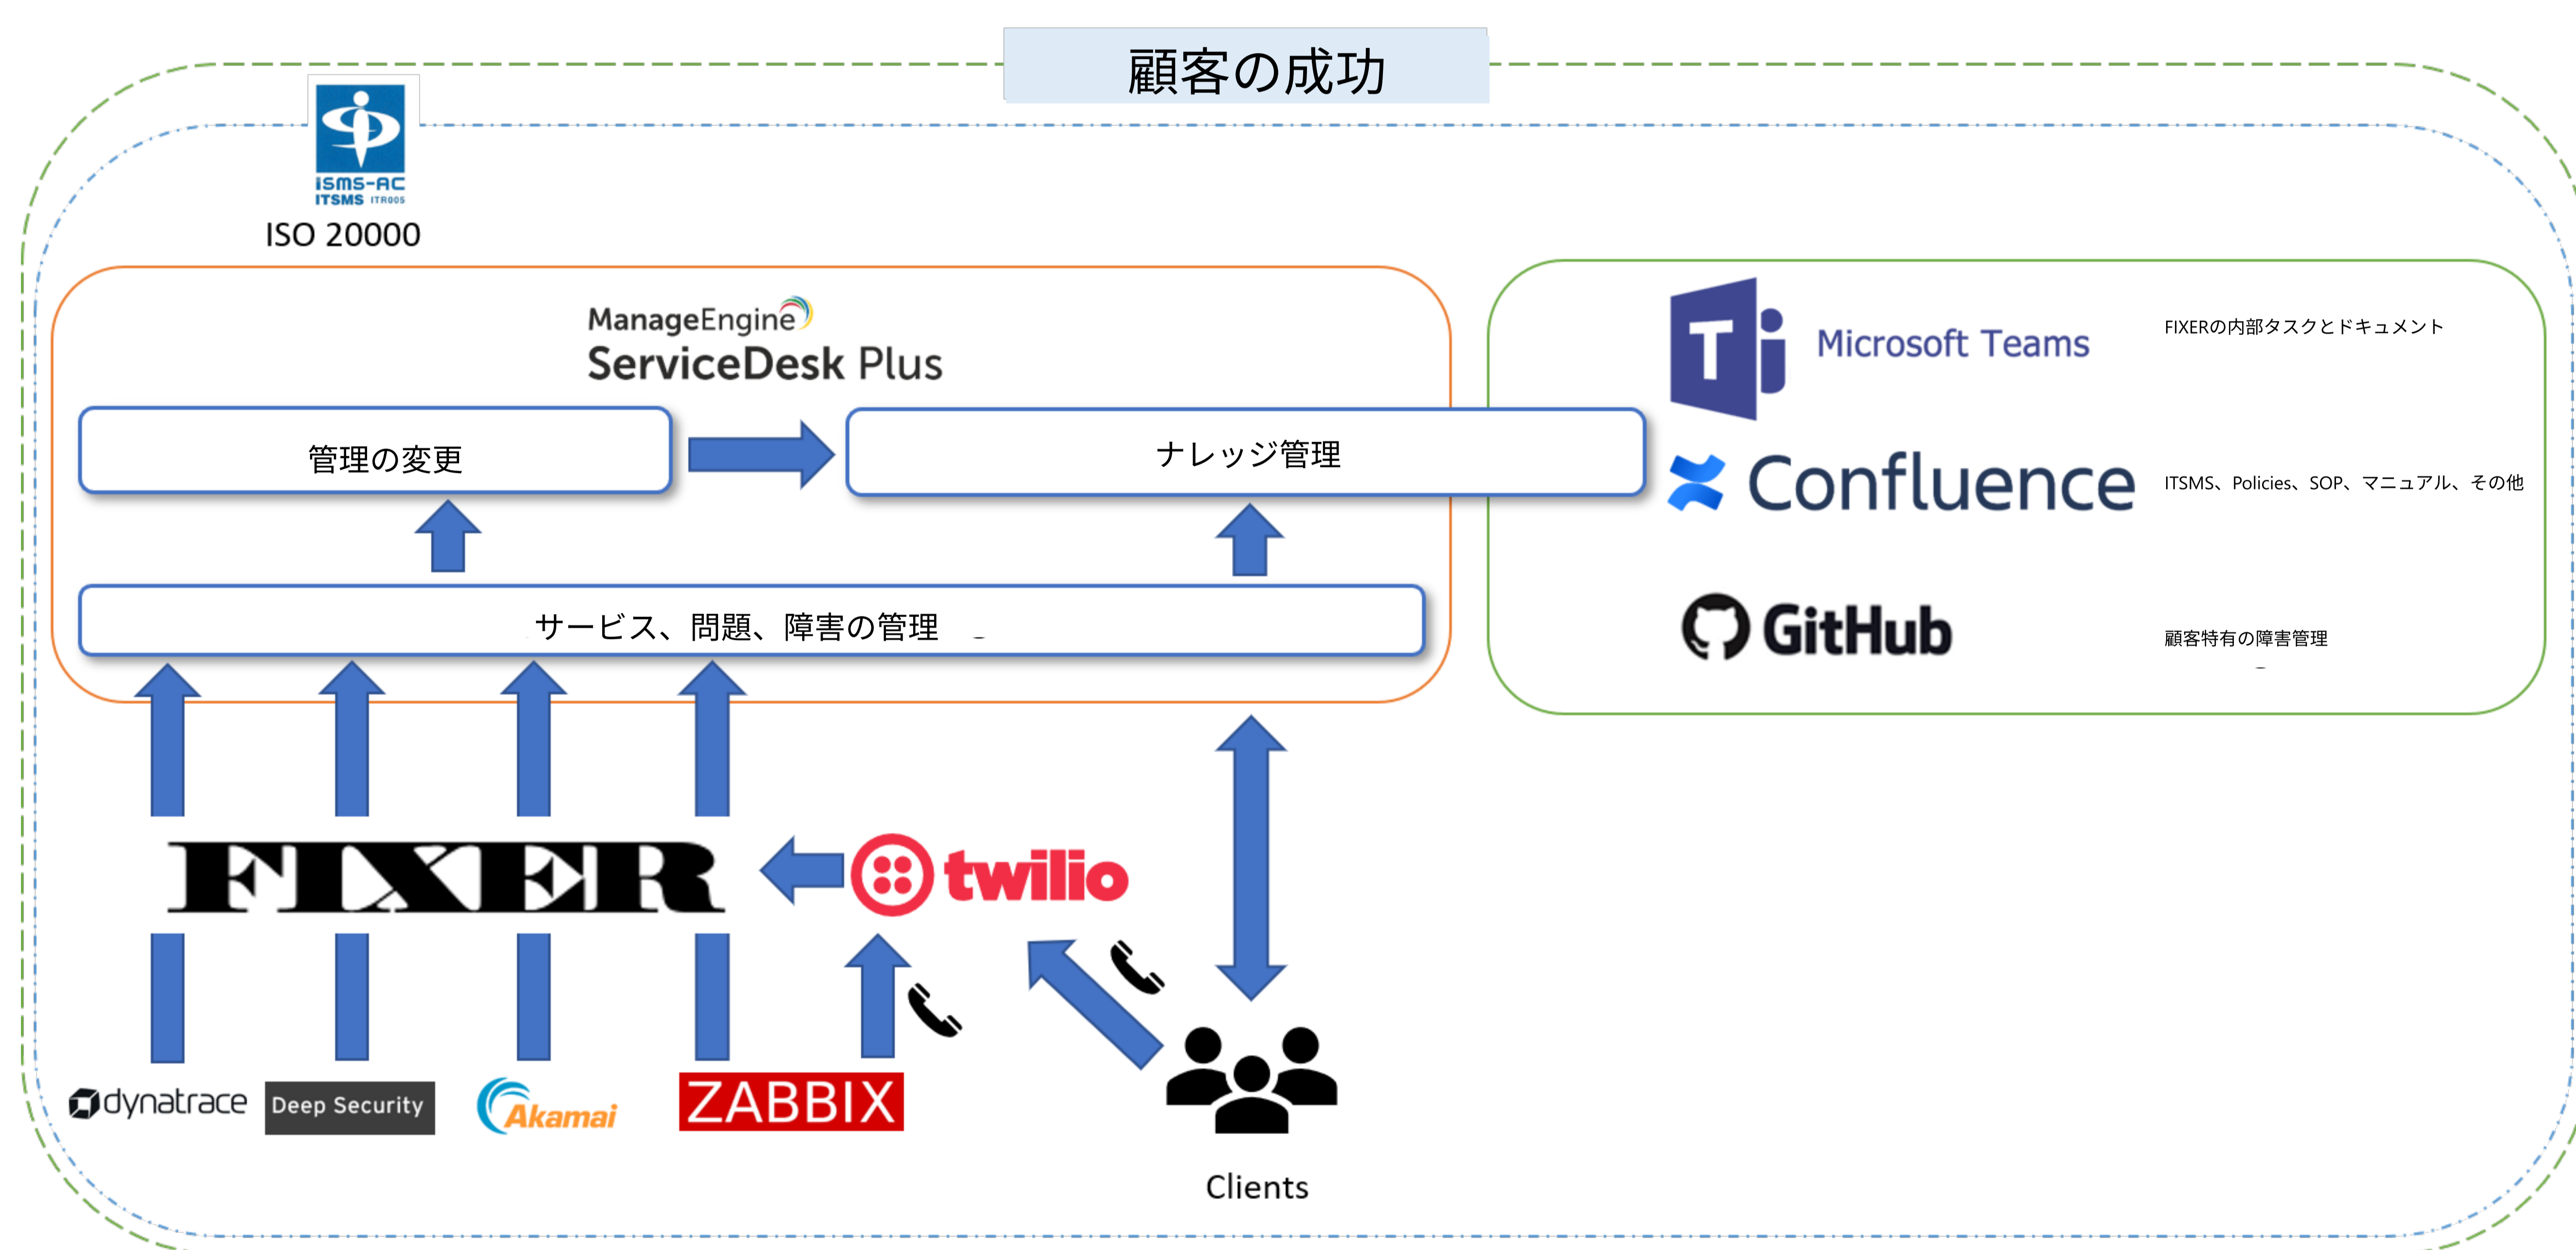 顧客の成功
ISMS-AC
ITSMS ITR005
ISO 20000
ManageEngine
ServiceDesk Plus
管理の変更
ナレッジ管理
サービス、問題、障害の管理
Microsoft Teams
FIXERの内部タスクとドキュメント
Confluence
ITSMS、Policies、SOP、マニュアル、その他
GitHub
顧客特有の障害管理
FIXER
twilio
dynatrace
Deep Security
Akamai
ZABBIX
Clients